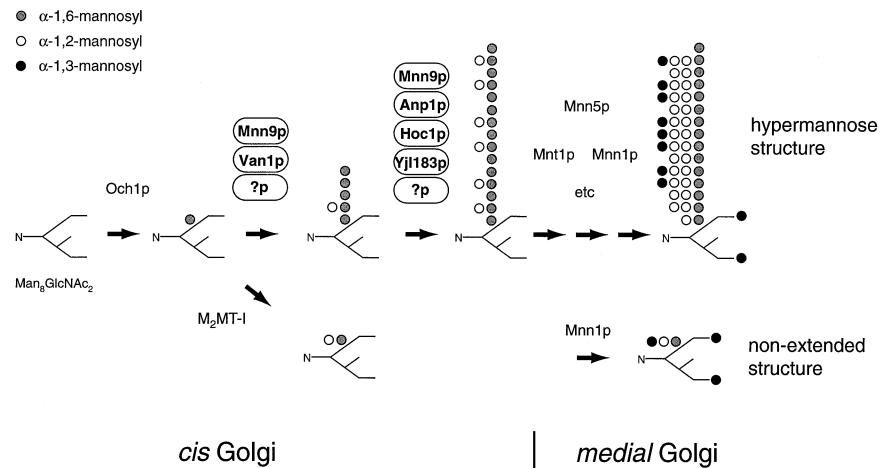 α-1,6-mannosyl
α-1,2-mannosyl
α-1,3-mannosyl
Mnn9p
Van1p
?p
Mnn9p
Anp1p
Hoc1p
Yjl183p
?p
Mnn5p
Mnt1p Mnn1p
etc
hypermannose
structure
Och1p
N
N
N
N
N
Man8GlcNAc2
M2MT-I
N
Mnn1p
N
non-extended
structure
cis Golgi
medial Golgi